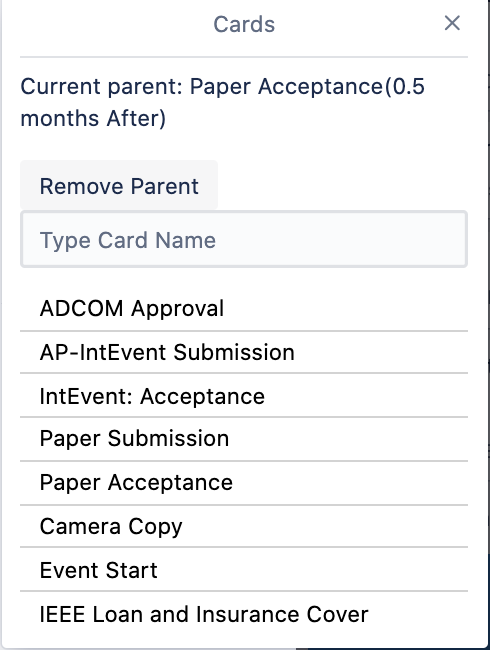 Cards
Current parent: Paper Acceptance(0.5
months After)
Remove Parent
Type Card Name
ADCOM Approval
AP-IntEvent Submission
IntEvent: Acceptance
Paper Submission
Paper Acceptance
Camera Copy
Event Start
IEEE Loan and Insurance Cover